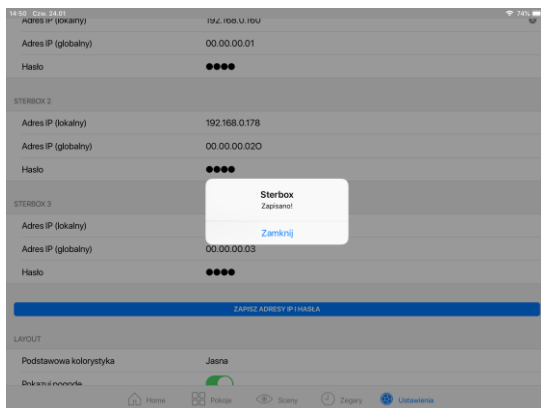 14:50 Czw. 24.01 74%
Adres IP (lokalny) 192.168.0.160
Adres IP (globalny) 00.00.00.01
Hasło ●●●●
STERBOX 2
Adres IP (lokalny) 192.168.0.178
Adres IP (globalny) 00.00.00.02O
Hasło ●●●●
STERBOX 3
Sterbox
Zapisano!
Zamknij
Adres IP (lokalny)
Adres IP (globalny) 00.00.00.03
Hasło ●●●●
ZAPISZ ADRESY IP I HASŁA
LAYOUT
Podstawowa kolorystyka Jasna
Pokazuj pogodę
Home Pokoje Sceny Zegary Ustawienia